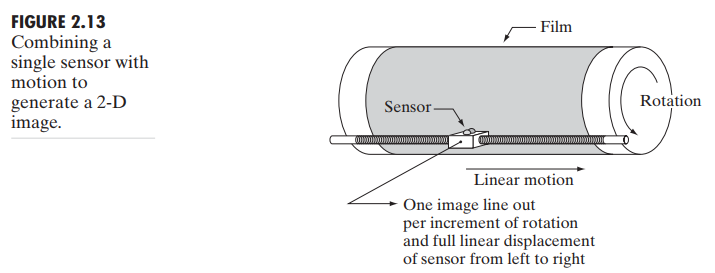 FIGURE 2.13
Combining a
single sensor with
motion to
generate a 2-D
image.
Film
Sensor
Rotation
Linear motion
One image line out
per increment of rotation
and full linear displacement
of sensor from left to right